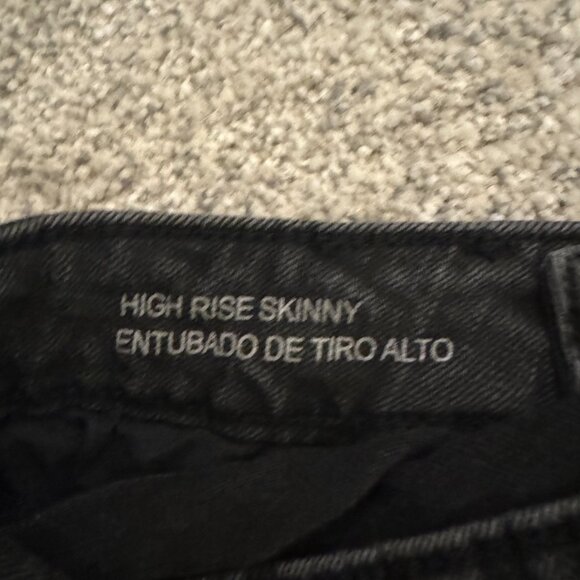 HIGH RISE SKINNY
ENTUBADO DE TIRO ALTO